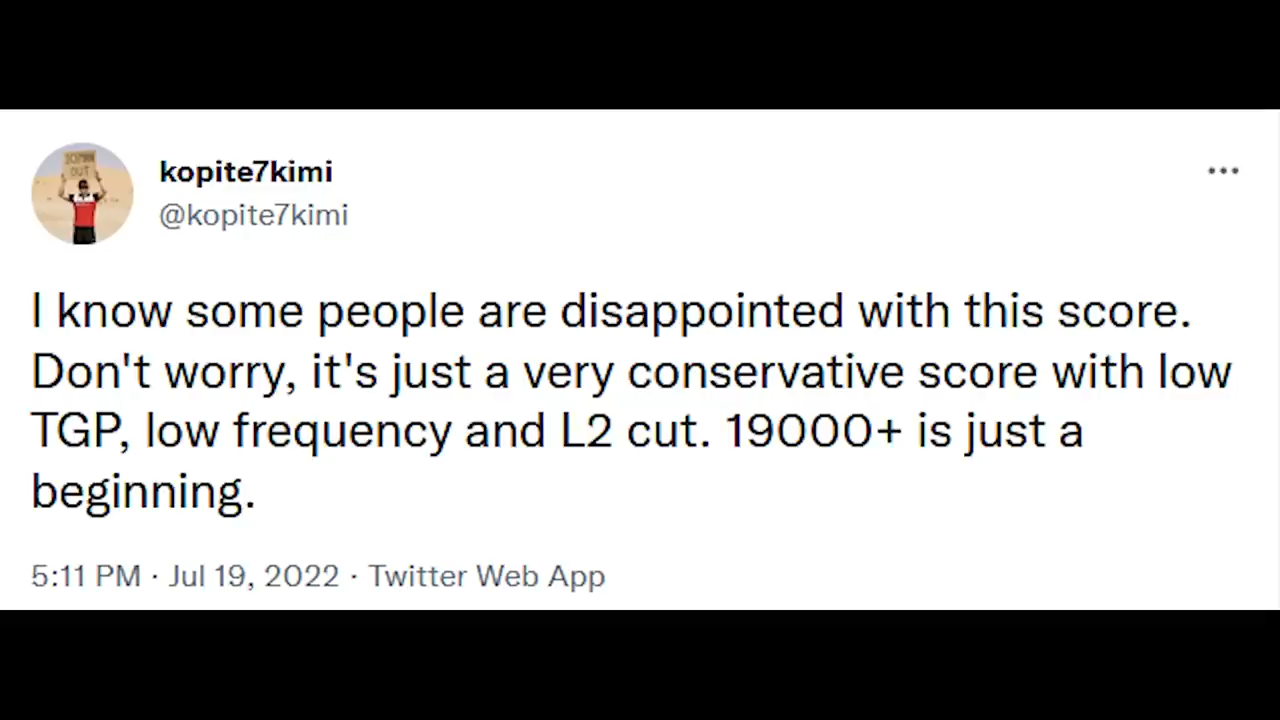 kopite7kimi
@kopite7kimi
I know some people are disappointed with this score.
Don't worry, it's just a very conservative score with low
TGP, low frequency and L2 cut. 19000+ is just a
beginning.
5:11 PM · Jul 19, 2022 · Twitter Web App